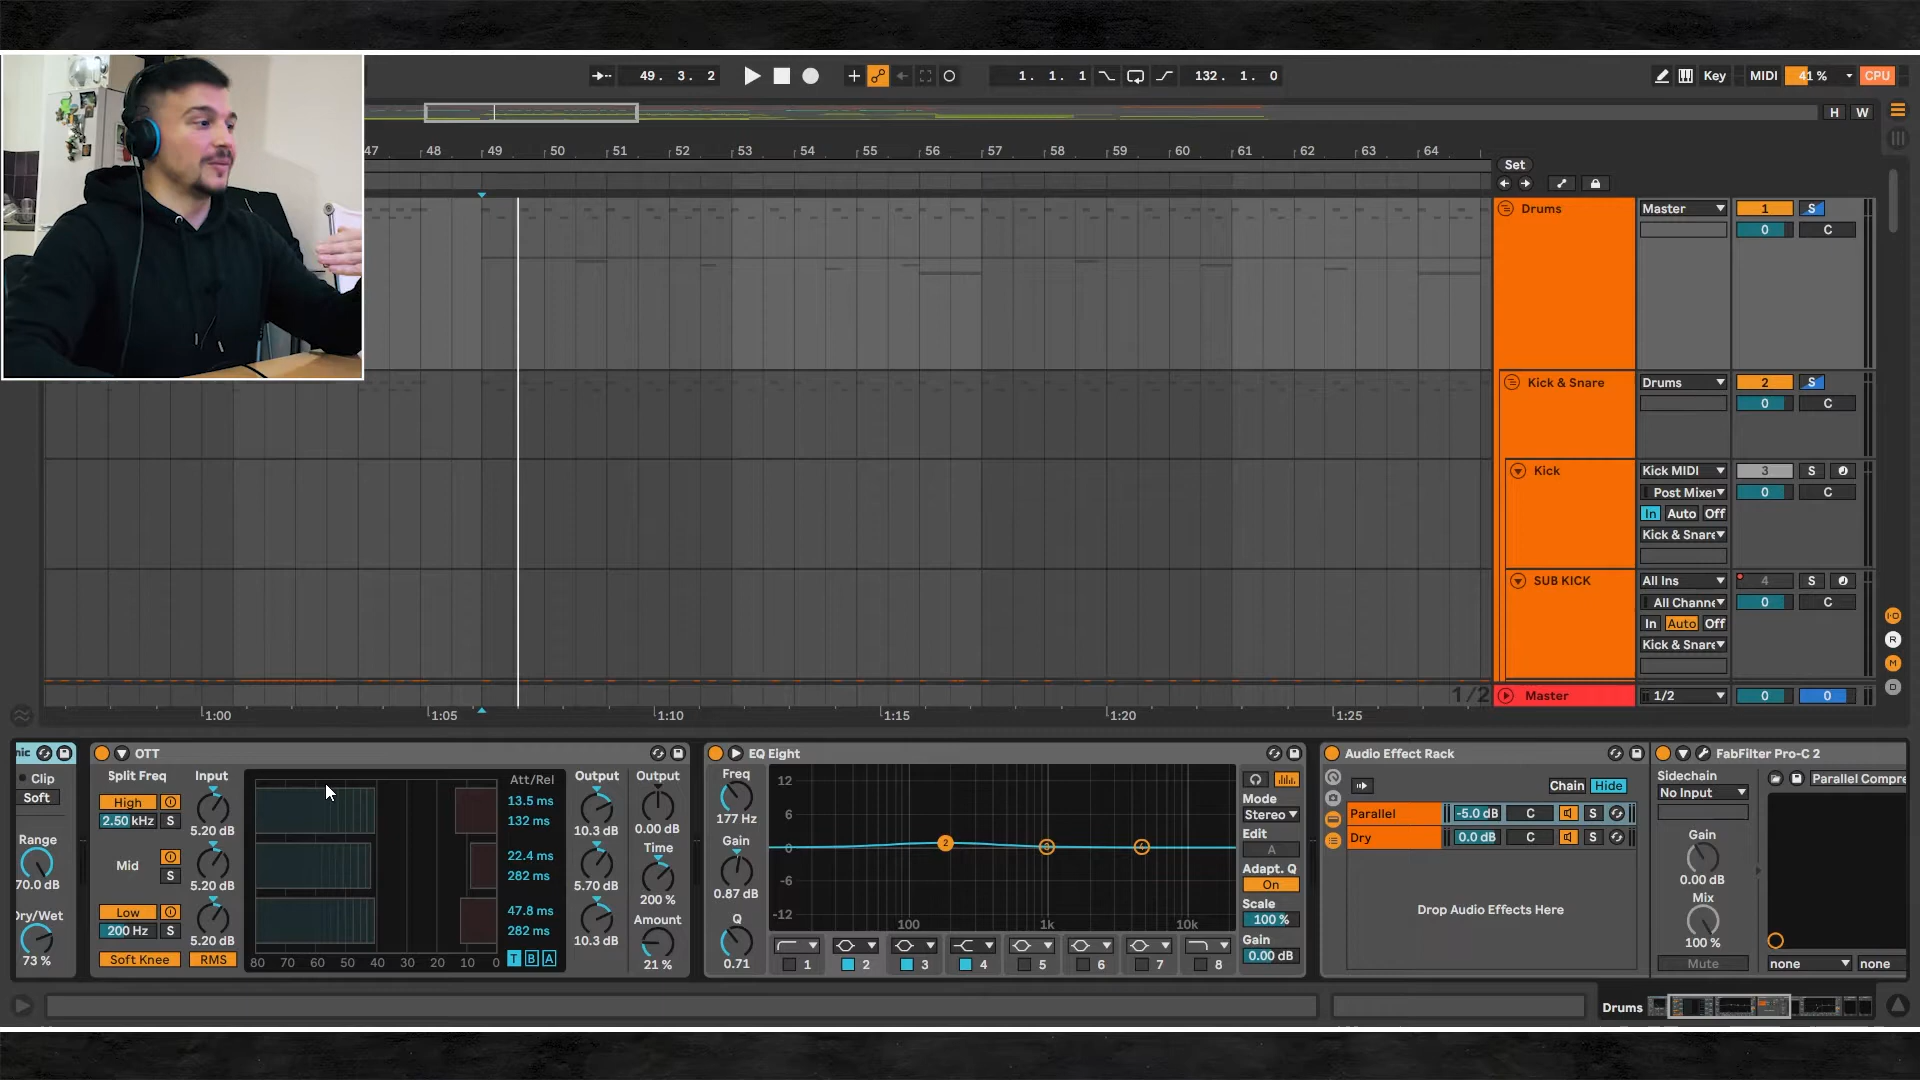 49. 3. 2
1. 1. 1
132. 1. 0
Key
MIDI
41 %
CPU
H
W
47 48 49 50 51 52 53 54 55 56 57 58 59 60 61 62 63 64
Set
Drums
Master
1
S
0
C
Kick & Snare
Drums
2
S
0
C
Kick
Kick MIDI
3
S
Post Mixer
0
C
In Auto Off
Kick & Snare
SUB KICK
All Ins
4
S
All Channe
0
C
In Auto Off
Kick & Snare
1/2
Master
1/2
0
0
1:00 1:05 1:10 1:15 1:20 1:25
R
M
D
nic
Clip
Soft
Range
70.0 dB
Dry/Wet
73 %
OTT
Split Freq
Input
High
2.50 kHz
S
5.20 dB
Mid
S
5.20 dB
Low
200 Hz
S
5.20 dB
Soft Knee
RMS
80 70 60 50 40 30 20 10 0
Att/Rel
13.5 ms
132 ms
22.4 ms
282 ms
47.8 ms
282 ms
T B A
Output
10.3 dB
5.70 dB
10.3 dB
Output
0.00 dB
Time
200 %
Amount
21 %
EQ Eight
Freq
177 Hz
Gain
0.87 dB
Q
0.71
12
6
0
-6
-12
100 1k 10k
2
1 2 3 4 5 6 7 8
Mode
Stereo
Edit
A
Adapt. Q
On
Scale
100 %
Gain
0.00 dB
Audio Effect Rack
Chain Hide
Parallel -5.0 dB C S
Dry 0.0 dB C S
Drop Audio Effects Here
FabFilter Pro-C 2
Sidechain
No Input
Parallel Compre
Gain
0.00 dB
Mix
100 %
Mute
none
none
Drums